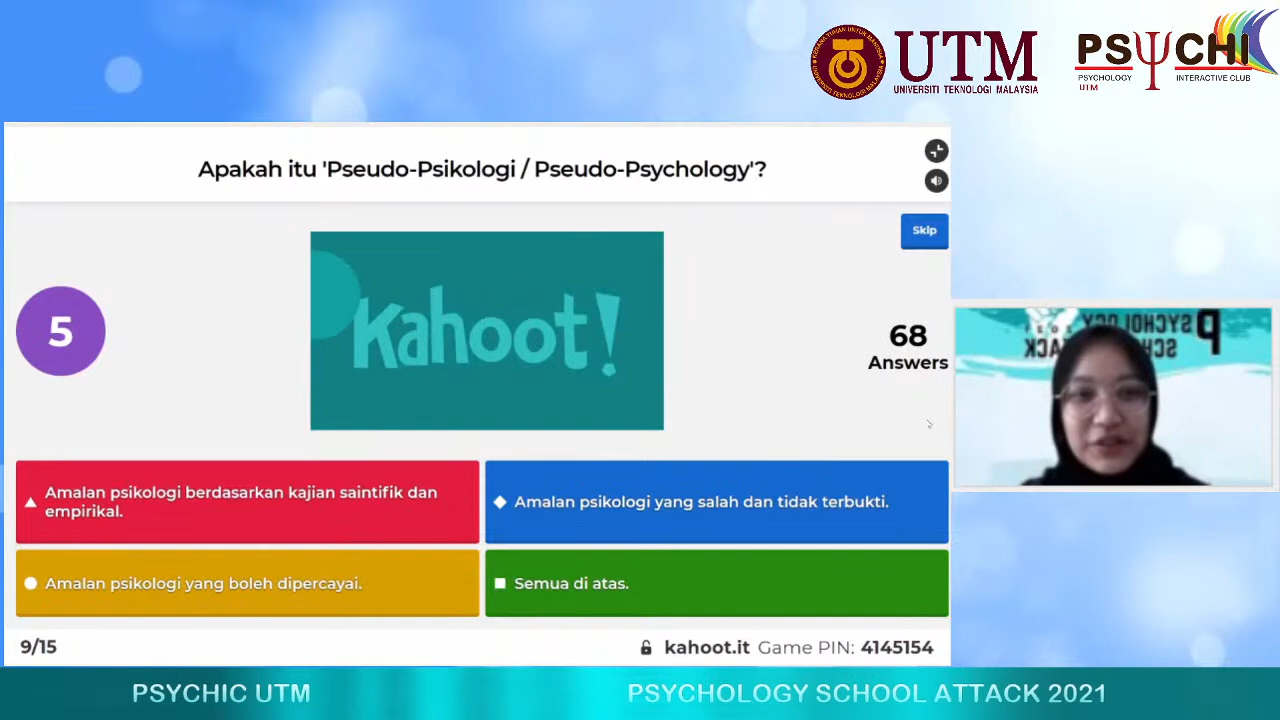 UTM
UNIVERSITI TEKNOLOGI MALAYSIA
PSYCHI
PSYCHOLOGY
INTERACTIVE CLUB
UTM
Apakah itu 'Pseudo-Psikologi / Pseudo-Psychology'?
Skip
5
Kahoot!
68
Answers
PSYCHOLOGY
Amalan psikologi berdasarkan kajian saintifik dan
empirikal.
Amalan psikologi yang salah dan tidak terbukti.
Amalan psikologi yang boleh dipercayai.
Semua di atas.
9/15
kahoot.it Game PIN: 4145154
PSYCHIC UTM
PSYCHOLOGY SCHOOL ATTACK 2021